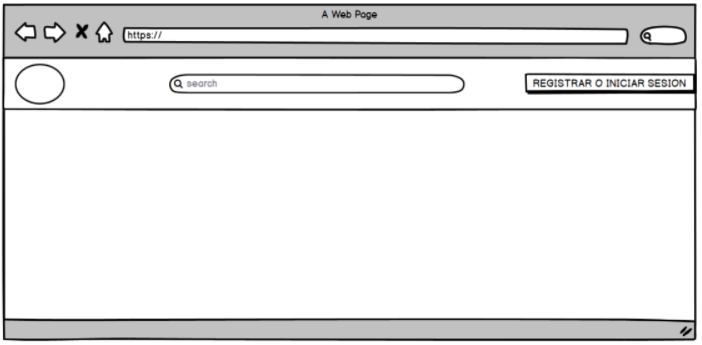 A Web Page
https://
search
REGISTRAR O INICIAR SESION